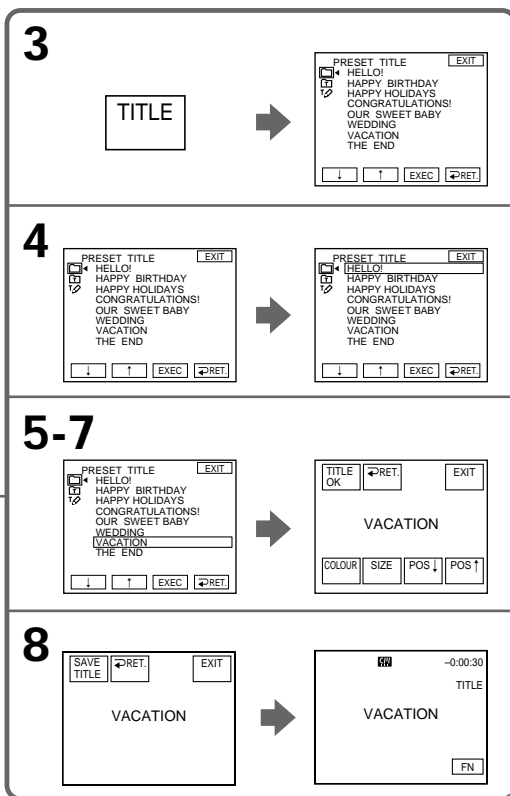 3
TITLE
PRESET TITLE EXIT
HELLO!
HAPPY BIRTHDAY
HAPPY HOLIDAYS
CONGRATULATIONS!
OUR SWEET BABY
WEDDING
VACATION
THE END
↓ ↑ EXEC RET.
4
PRESET TITLE EXIT
HELLO!
HAPPY BIRTHDAY
HAPPY HOLIDAYS
CONGRATULATIONS!
OUR SWEET BABY
WEDDING
VACATION
THE END
↓ ↑ EXEC RET.
PRESET TITLE EXIT
HELLO!
HAPPY BIRTHDAY
HAPPY HOLIDAYS
CONGRATULATIONS!
OUR SWEET BABY
WEDDING
VACATION
THE END
↓ ↑ EXEC RET.
5-7
PRESET TITLE EXIT
HELLO!
HAPPY BIRTHDAY
HAPPY HOLIDAYS
CONGRATULATIONS!
OUR SWEET BABY
WEDDING
VACATION
THE END
↓ ↑ EXEC RET.
TITLE OK RET. EXIT
VACATION
COLOUR SIZE POS↓ POS↑
8
SAVE TITLE RET. EXIT
VACATION
–0:00:30
TITLE
VACATION
FN